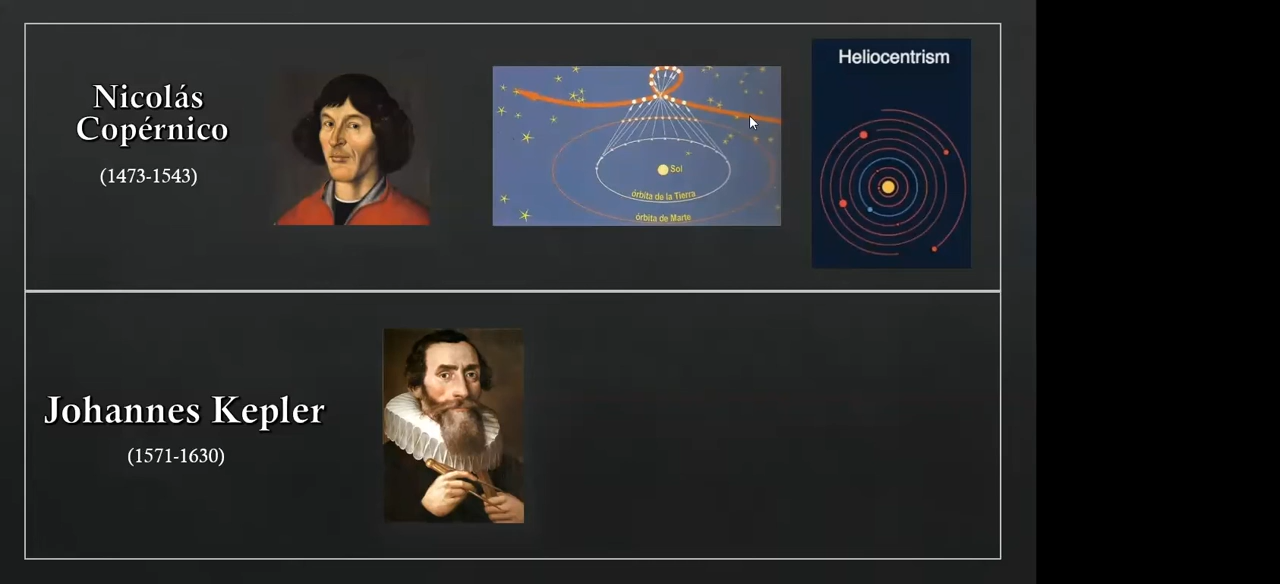 Nicolás
Copérnico
(1473-1543)
Sol
órbita de la Tierra
órbita de Marte
Heliocentrism
Johannes Kepler
(1571-1630)